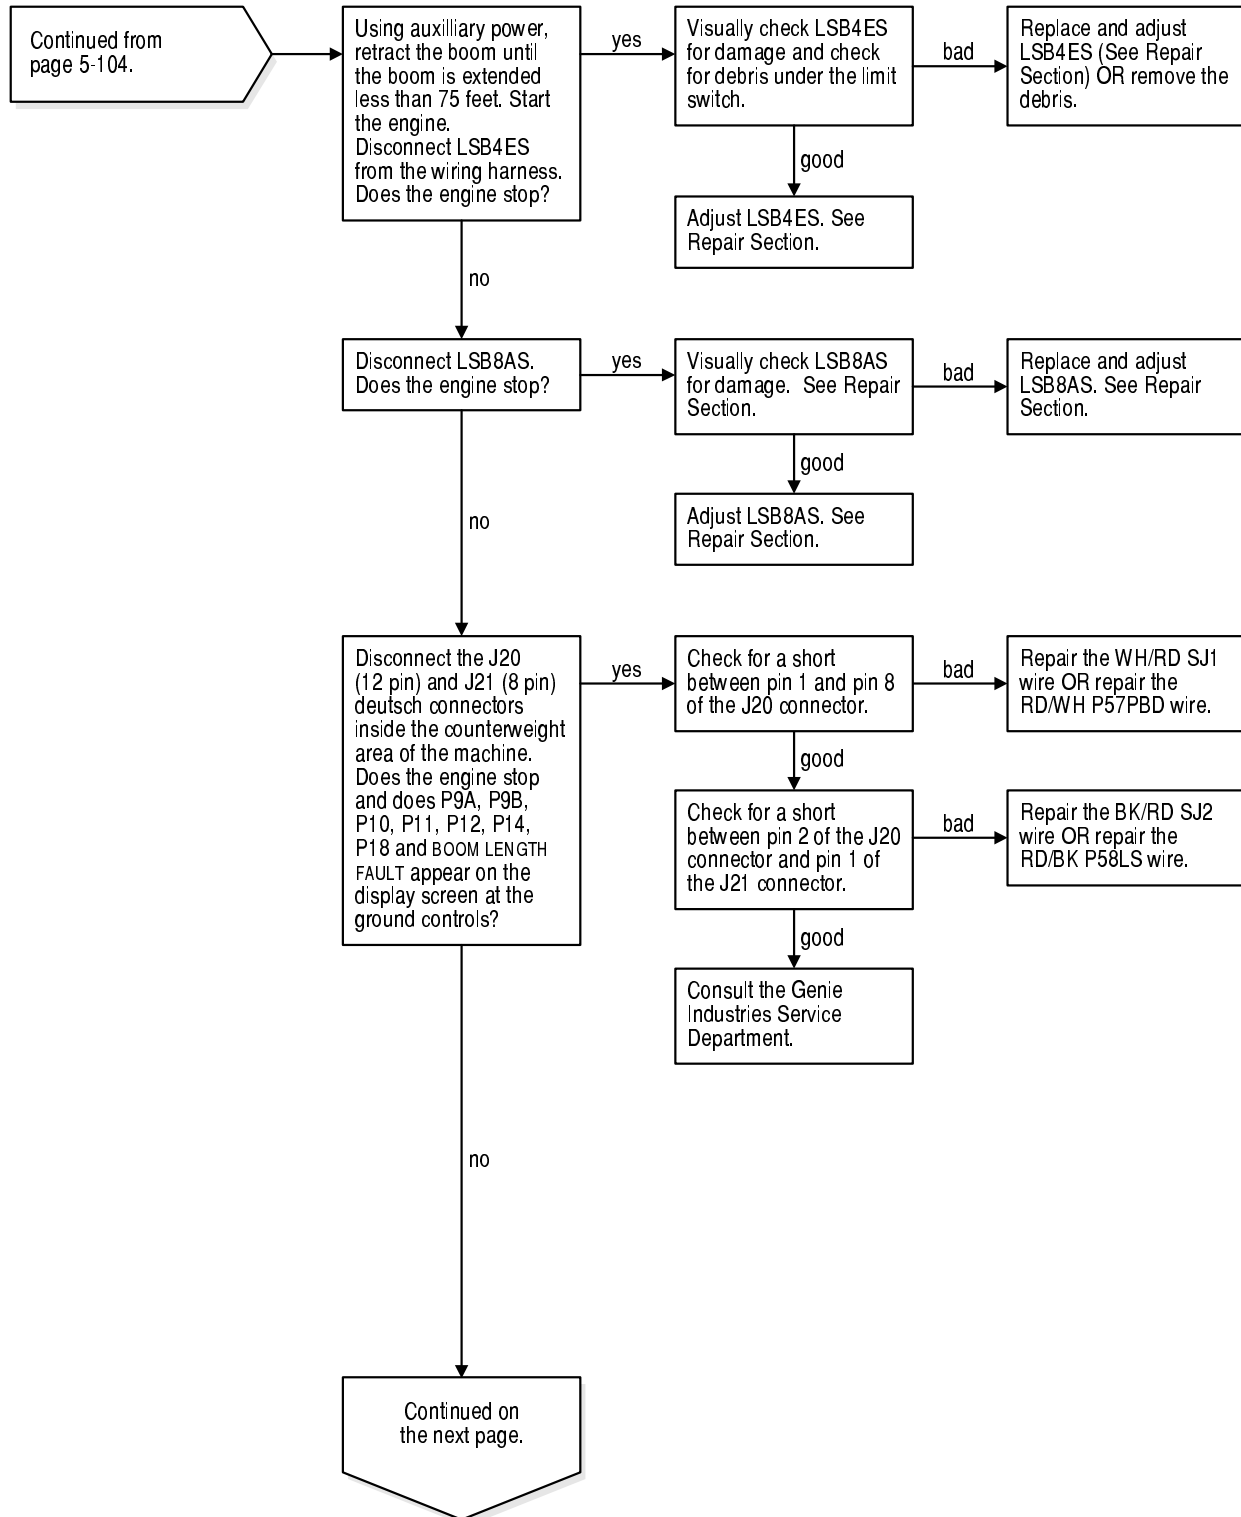 Continued from
page 5-104.
Using auxilliary power,
retract the boom until
the boom is extended
less than 75 feet. Start
the engine.
Disconnect LSB4ES
from the wiring harness.
Does the engine stop?
yes
Visually check LSB4ES
for damage and check
for debris under the limit
switch.
bad
Replace and adjust
LSB4ES (See Repair
Section) OR remove the
debris.
good
Adjust LSB4ES. See
Repair Section.
no
Disconnect LSB8AS.
Does the engine stop?
yes
Visually check LSB8AS
for damage.  See Repair
Section.
bad
Replace and adjust
LSB8AS. See Repair
Section.
good
Adjust LSB8AS. See
Repair Section.
no
Disconnect the J20
(12 pin) and J21 (8 pin)
deutsch connectors
inside the counterweight
area of the machine.
Does the engine stop
and does P9A, P9B,
P10, P11, P12, P14,
P18 and BOOM LENGTH
FAULT appear on the
display screen at the
ground controls?
yes
Check for a short
between pin 1 and pin 8
of the J20 connector.
bad
Repair the WH/RD SJ1
wire OR repair the
RD/WH P57PBD wire.
good
Check for a short
between pin 2 of the J20
connector and pin 1 of
the J21 connector.
bad
Repair the BK/RD SJ2
wire OR repair the
RD/BK P58LS wire.
good
Consult the Genie
Industries Service
Department.
no
Continued on
the next page.